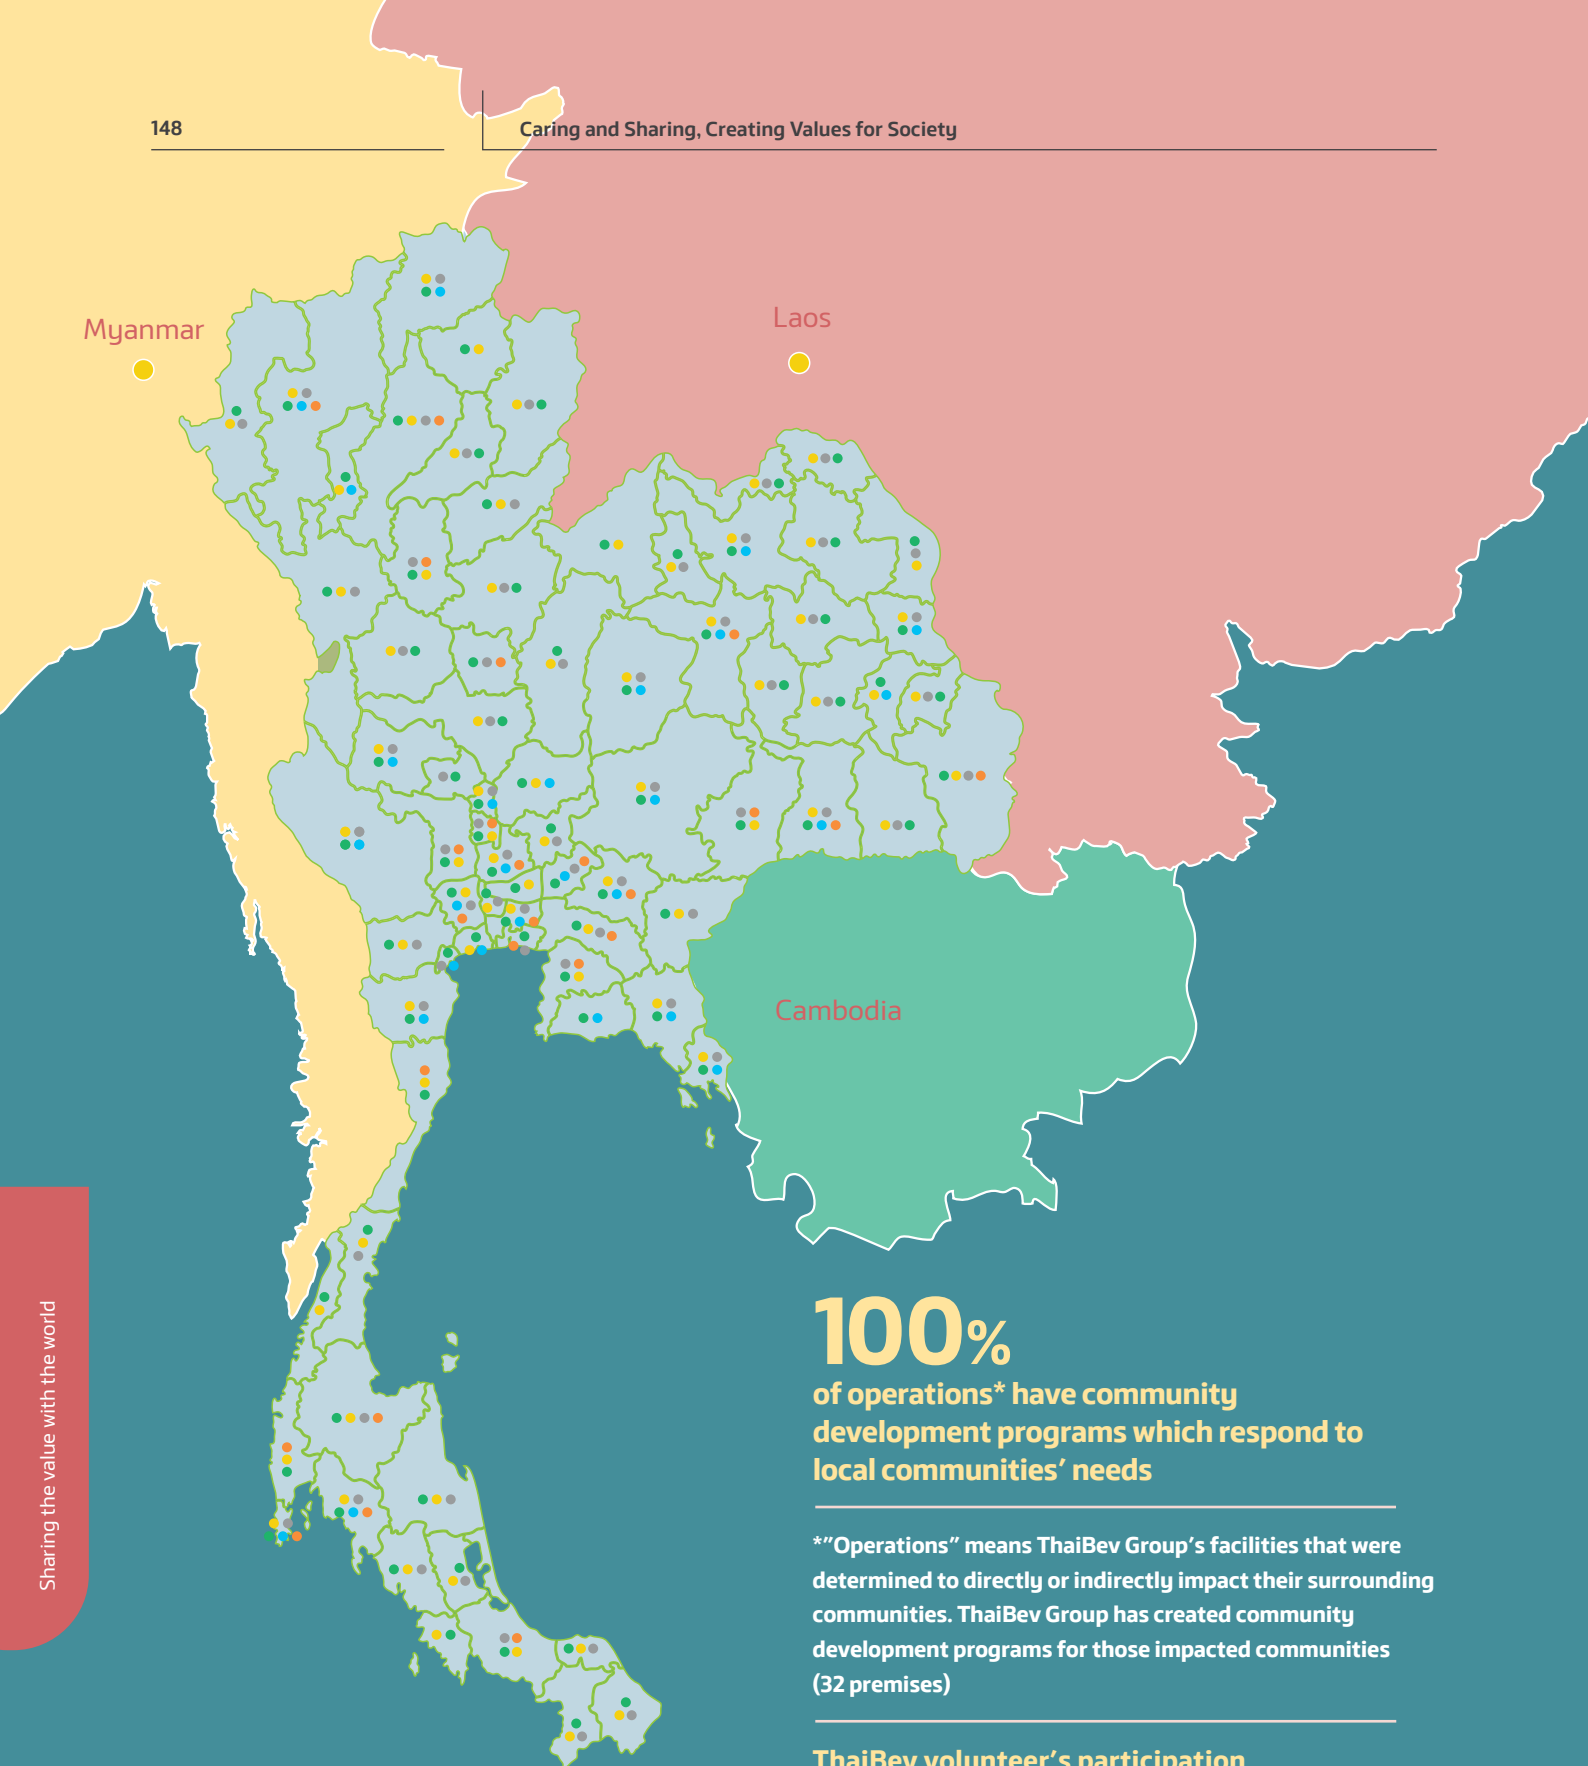 148
Caring and Sharing, Creating Values for Society
Myanmar
Laos
Cambodia
Sharing the value with the world
100%
of operations* have community
development programs which respond to
local communities’ needs
*”Operations” means ThaiBev Group’s facilities that were
determined to directly or indirectly impact their surrounding
communities. ThaiBev Group has created community
development programs for those impacted communities
(32 premises)
ThaiBev volunteer’s participation